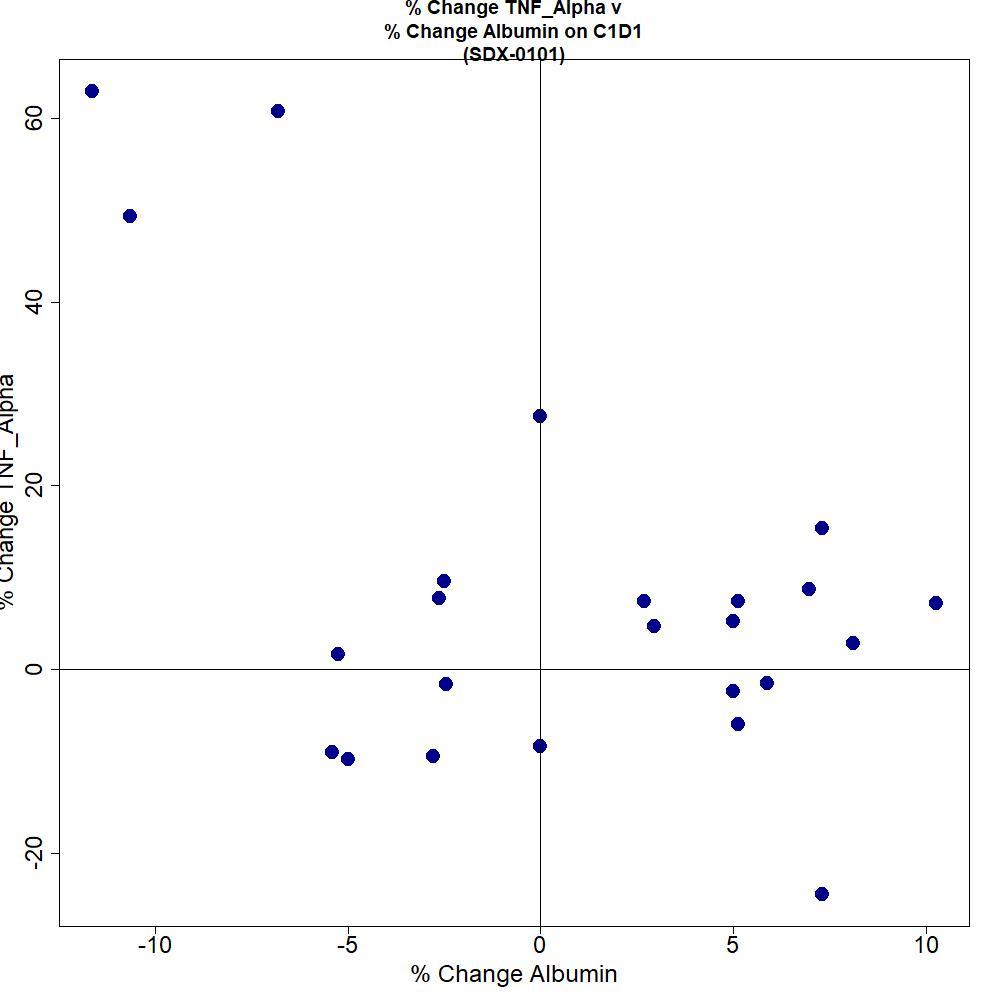 % Change TNF_Alpha v
% Change Albumin on C1D1
(SDX-0101)
60
40
20
0
-20
% Change TNF_Alpha
-10
-5
0
5
10
% Change Albumin